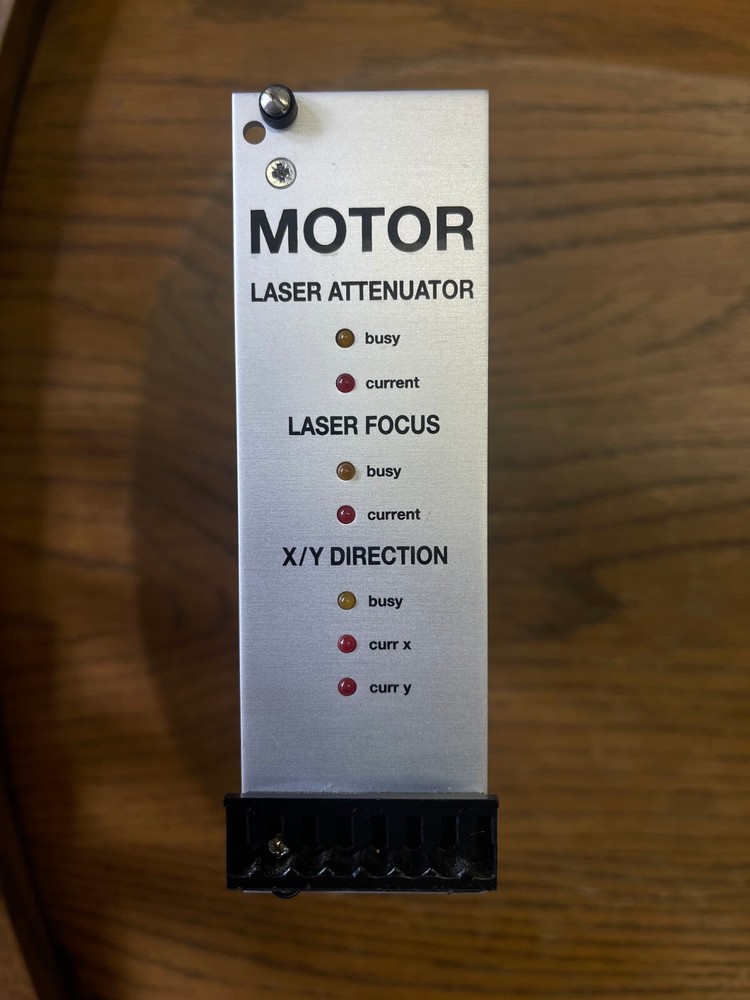 MOTOR
LASER ATTENUATOR
busy
current
LASER FOCUS
busy
current
X/Y DIRECTION
busy
curr x
curr y